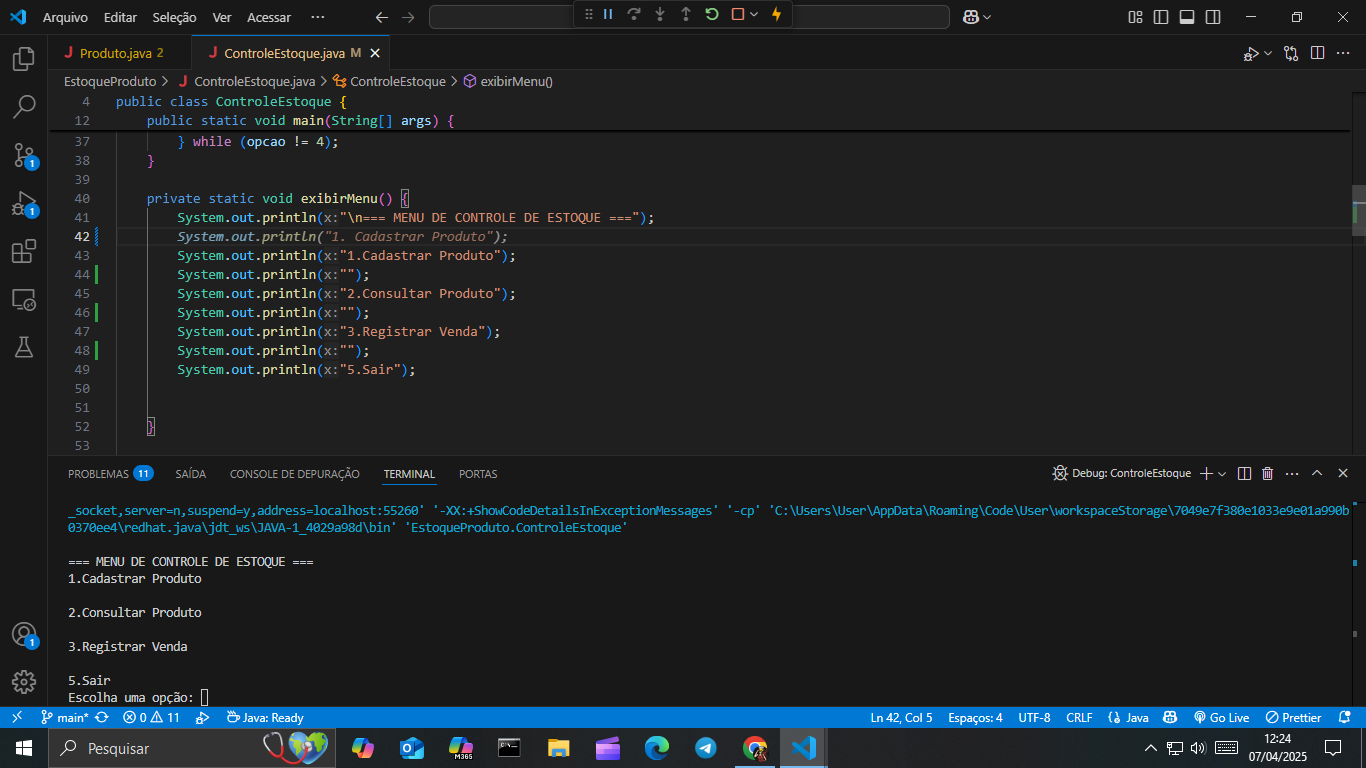 Arquivo Editar Seleção Ver Acessar ···
J Produto.java 2
J ControleEstoque.java M
EstoqueProduto > J ControleEstoque.java > ControleEstoque > exibirMenu()
4 public class ControleEstoque {
12 public static void main(String[] args) {
37 } while (opcao != 4);
38 }
39
40 private static void exibirMenu() {
41 System.out.println(x:"\n=== MENU DE CONTROLE DE ESTOQUE ===");
42 System.out.println("1. Cadastrar Produto");
43 System.out.println(x:"1.Cadastrar Produto");
44 System.out.println(x:"");
45 System.out.println(x:"2.Consultar Produto");
46 System.out.println(x:"");
47 System.out.println(x:"3.Registrar Venda");
48 System.out.println(x:"");
49 System.out.println(x:"5.Sair");
50
51
52 }
53
1
1
1
PROBLEMAS 11 SAÍDA CONSOLE DE DEPURAÇÃO TERMINAL PORTAS
Debug: ControleEstoque
_socket,server=n,suspend=y,address=localhost:55260' '-XX:+ShowCodeDetailsInExceptionMessages' '-cp' 'C:\Users\User\AppData\Roaming\Code\User\workspaceStorage\7049e7f380e1033e9e01a990b
0370ee4\redhat.java\jdt_ws\JAVA-1_4029a98d\bin' 'EstoqueProduto.ControleEstoque'
=== MENU DE CONTROLE DE ESTOQUE ===
1.Cadastrar Produto
2.Consultar Produto
3.Registrar Venda
5.Sair
Escolha uma opção:
main* 0 11 Java: Ready Ln 42, Col 5 Espaços: 4 UTF-8 CRLF Java Go Live Prettier
Pesquisar
M365
12:24
07/04/2025